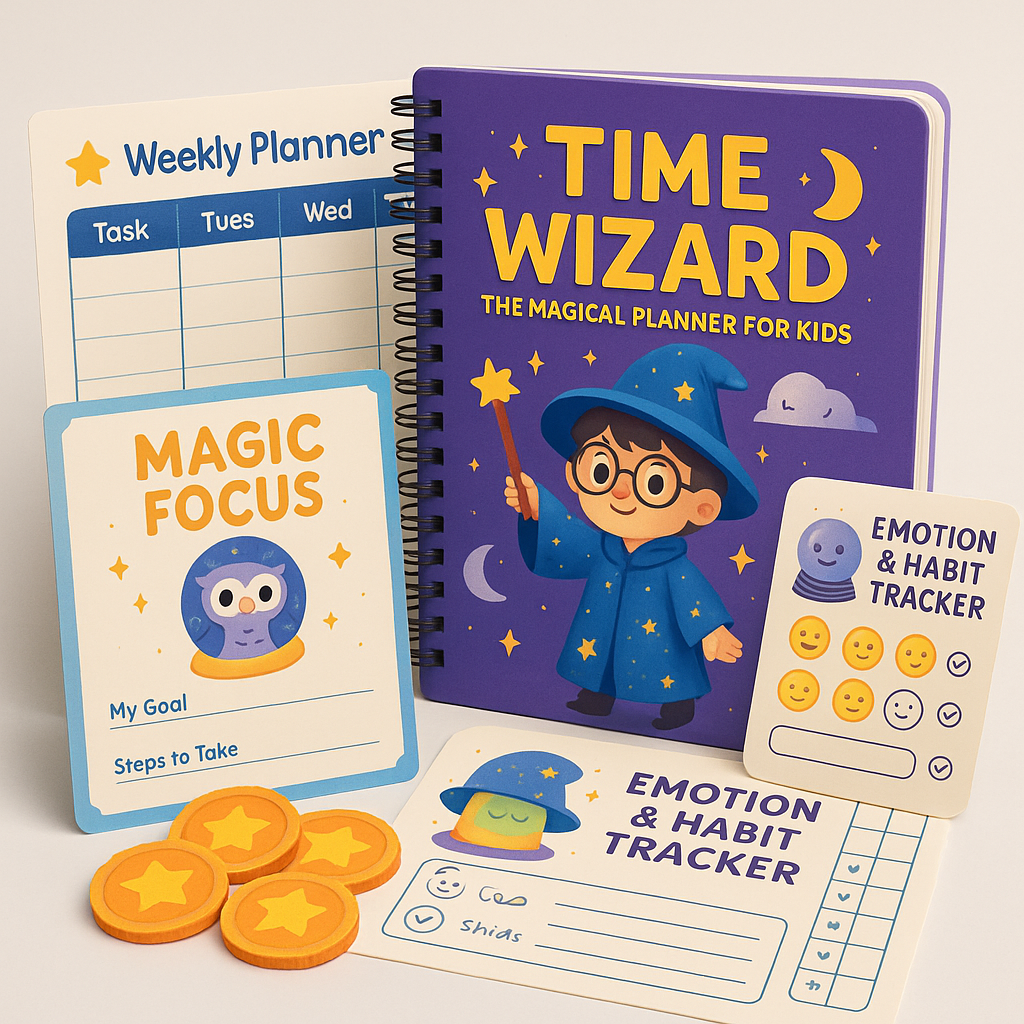 Weekly Planner
Task Tues Wed
TIME
WIZARD
THE MAGICAL PLANNER FOR KIDS
MAGIC
FOCUS
My Goal
Steps to Take
EMOTION
& HABIT
TRACKER
EMOTION
& HABIT
TRACKER